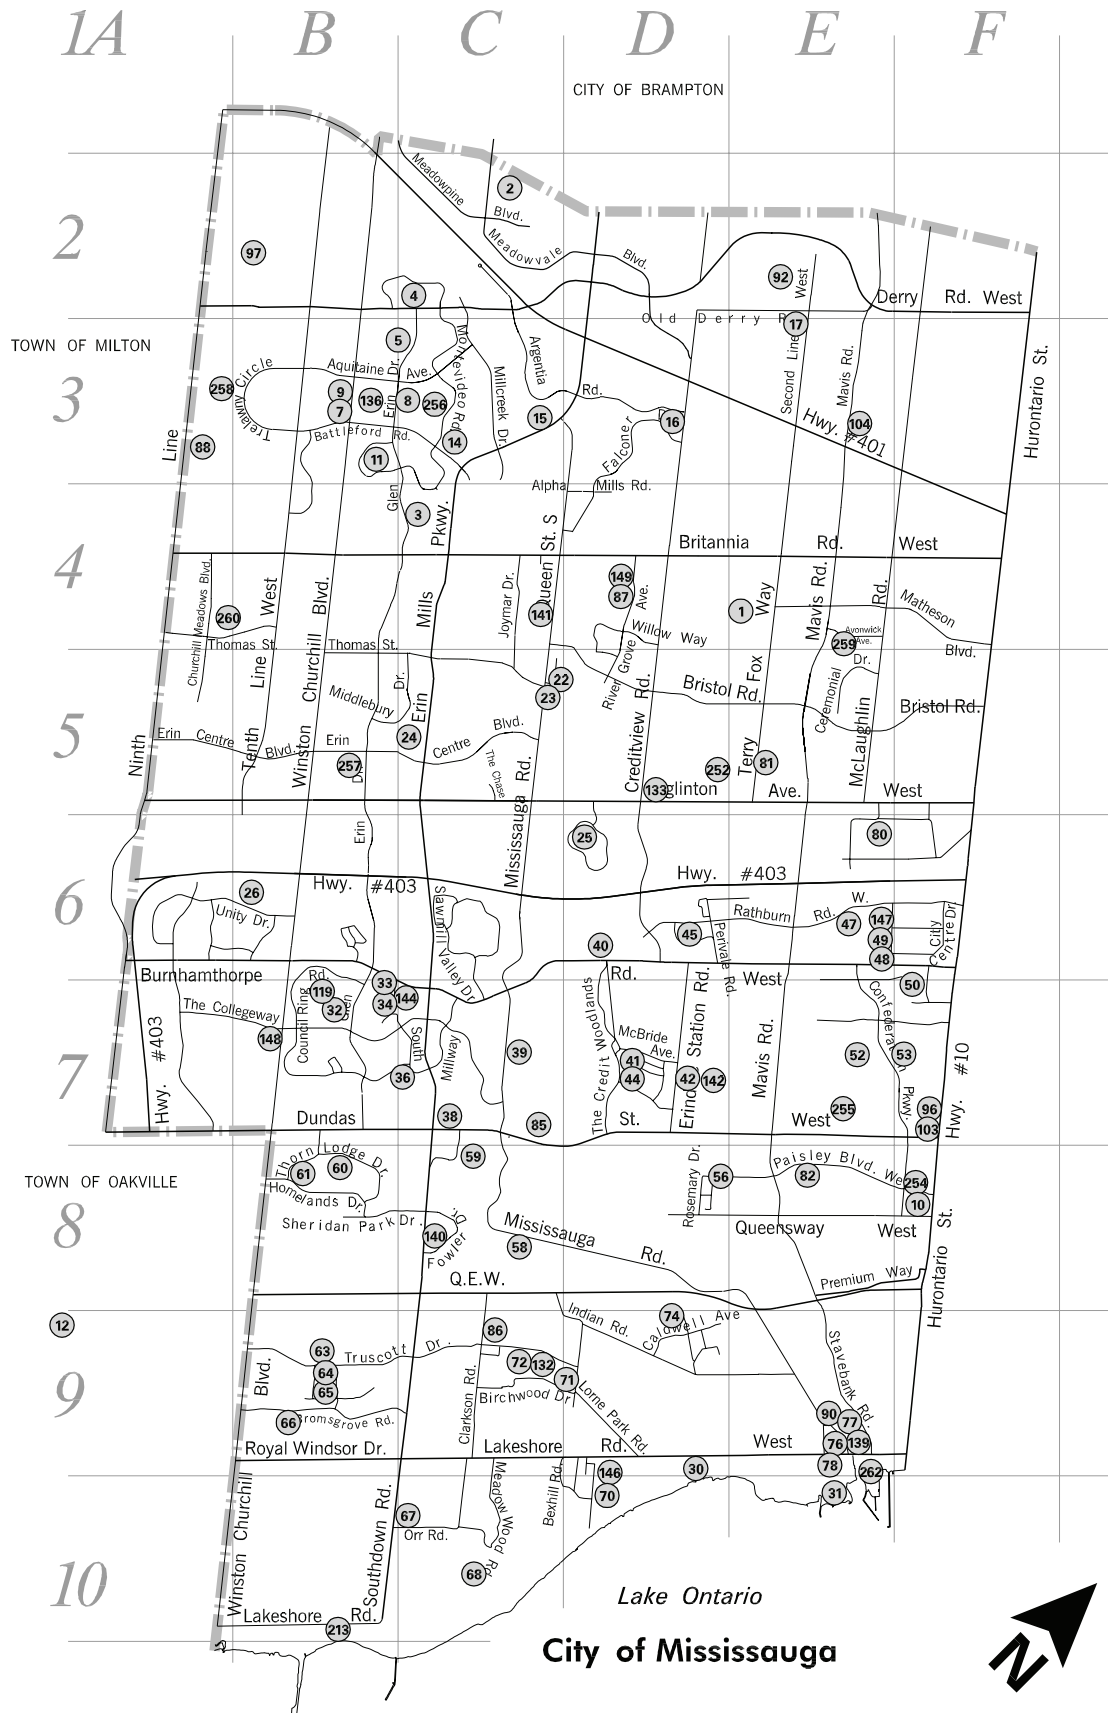 1A B C D E F
CITY OF BRAMPTON
Meadowpine
Blvd.
2
Meadowvale
Blvd.
2
97
92
West
4
Derry Rd. West
Old Derry R
17
TOWN OF MILTON
5
Montevideo Rd.
Argentia
Second Line
Mavis Rd.
Hurontario St.
Aquitaine Ave.
Dr.
Millcreek Dr.
Rd.
Trelawny Circle
258
9
136
8
256
7
Erin
3
15
16
104
Hwy. #401
Battleford Rd.
14
Falconer
Line
88
11
Glen
Alpha Mills Rd.
3
Pkwy.
Queen St. S
Britannia Rd. West
4
Churchill Meadows Blvd.
West
Blvd.
Mills
Joymar Dr.
149
87
Ave.
141
1
Way
Mavis Rd.
Rd.
Matheson
Blvd.
260
Thomas St.
Thomas St.
Willow Way
Avonwick
Ave.
259
Dr.
Line
Churchill
River Grove
Fox
22
23
Middlebury
Dr.
Erin
Bristol Rd.
Ceremonial
Bristol Rd.
5
Ninth
Erin Centre
Blvd.
Erin
Tenth
Winston
24
Centre
Blvd.
The Chase
Mississauga Rd.
Creditview Rd.
Terry
McLaughlin
257
Dr.
252
81
133
glinton Ave. West
Erin
25
80
Hwy. #403
Hwy. #403
6
26
Unity Dr.
Sawmill Valley Dr.
Rathburn Rd. W.
Perivale Rd.
45
40
47
147
49
48
City
Centre Dr.
Burnhamthorpe
Rd.
Rd.
West
33
119
34
144
32
Glen
Council Ring
The Collegeway
148
South
Millway
36
39
The Credit Woodlands
McBride
Ave.
Station Rd.
Erin
41
44
42
142
Mavis Rd.
Confederation
Pkwy.
50
52
53
255
96
103
#10
Hwy.
7
Hwy. #403
Dundas
38
85
St.
West
59
Thorn Lodge Dr.
61
60
Homelands Dr.
TOWN OF OAKVILLE
Rosemary Dr.
56
Paisley Blvd. We
82
254
10
8
Sheridan Park Dr.
140
Fowler Dr.
Mississauga Rd.
58
Queensway West
Hurontario St.
Q.E.W.
Premium Way
12
Indian Rd.
74
Caldwell Ave
Stavebank Rd.
86
63
Truscott Dr.
64
65
72
132
71
9
Blvd.
Clarkson Rd.
Birchwood Dr
Lorne Park Rd.
66
Bromsgrove Rd.
90
77
76
139
Royal Windsor Dr.
Lakeshore Rd. West
146
70
30
78
262
31
Winston Churchill
Southdown Rd.
67
Orr Rd.
Meadow Wood Rd
Bexhill Rd.
68
10
Lakeshore Rd.
213
Lake Ontario
City of Mississauga
N